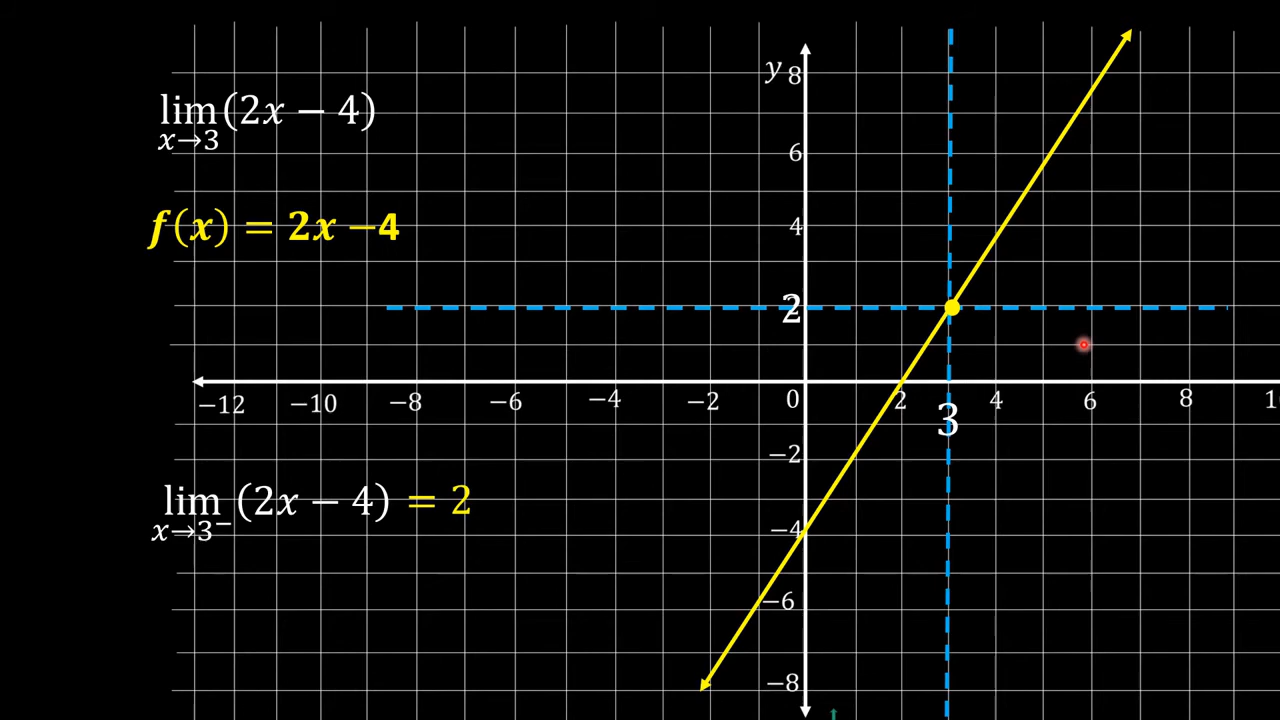 y
8
lim (2x − 4)
x→3
6
f(x) = 2x −4
4
2
−12 −10 −8 −6 −4 −2 0 2 4 6 8 10
3
−2
lim (2x − 4) = 2
x→3⁻
−4
−6
−8